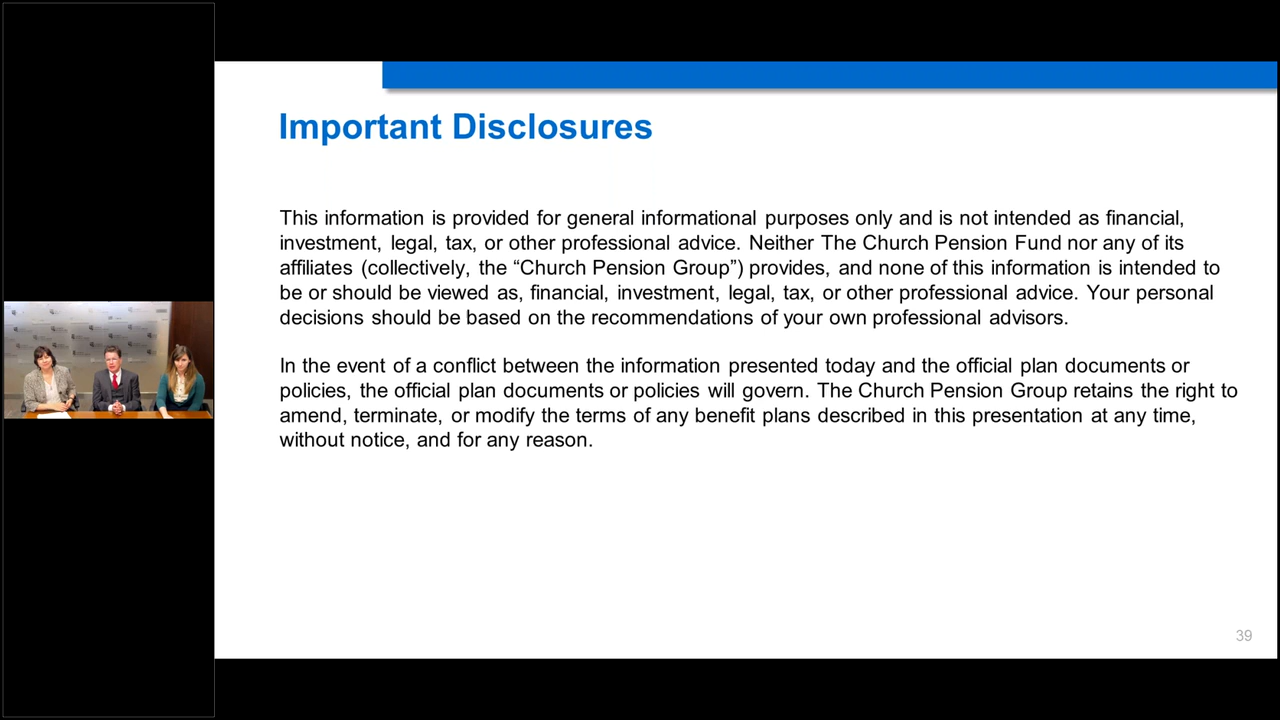 Important Disclosures
This information is provided for general informational purposes only and is not intended as financial,
investment, legal, tax, or other professional advice. Neither The Church Pension Fund nor any of its
affiliates (collectively, the “Church Pension Group”) provides, and none of this information is intended to
be or should be viewed as, financial, investment, legal, tax, or other professional advice. Your personal
decisions should be based on the recommendations of your own professional advisors.
In the event of a conflict between the information presented today and the official plan documents or
policies, the official plan documents or policies will govern. The Church Pension Group retains the right to
amend, terminate, or modify the terms of any benefit plans described in this presentation at any time,
without notice, and for any reason.
39